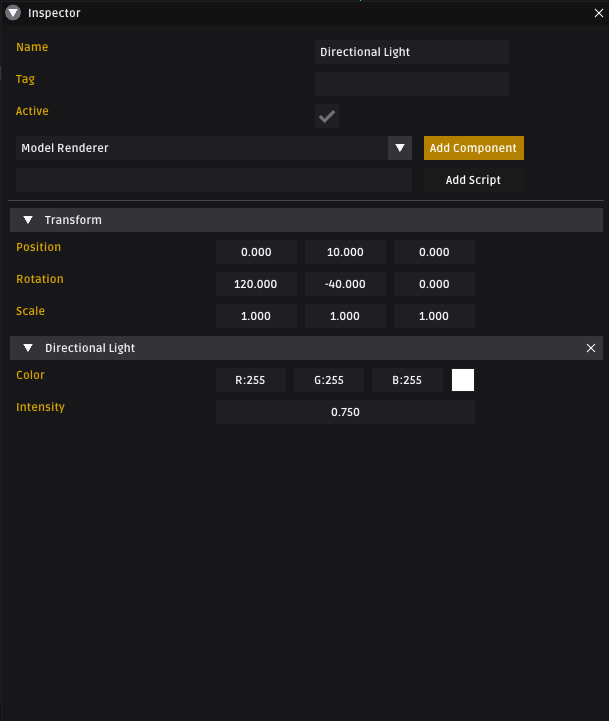 Inspector
Name Directional Light
Tag
Active
Model Renderer Add Component
Add Script
Transform
Position 0.000 10.000 0.000
Rotation 120.000 -40.000 0.000
Scale 1.000 1.000 1.000
Directional Light
Color R:255 G:255 B:255
Intensity 0.750